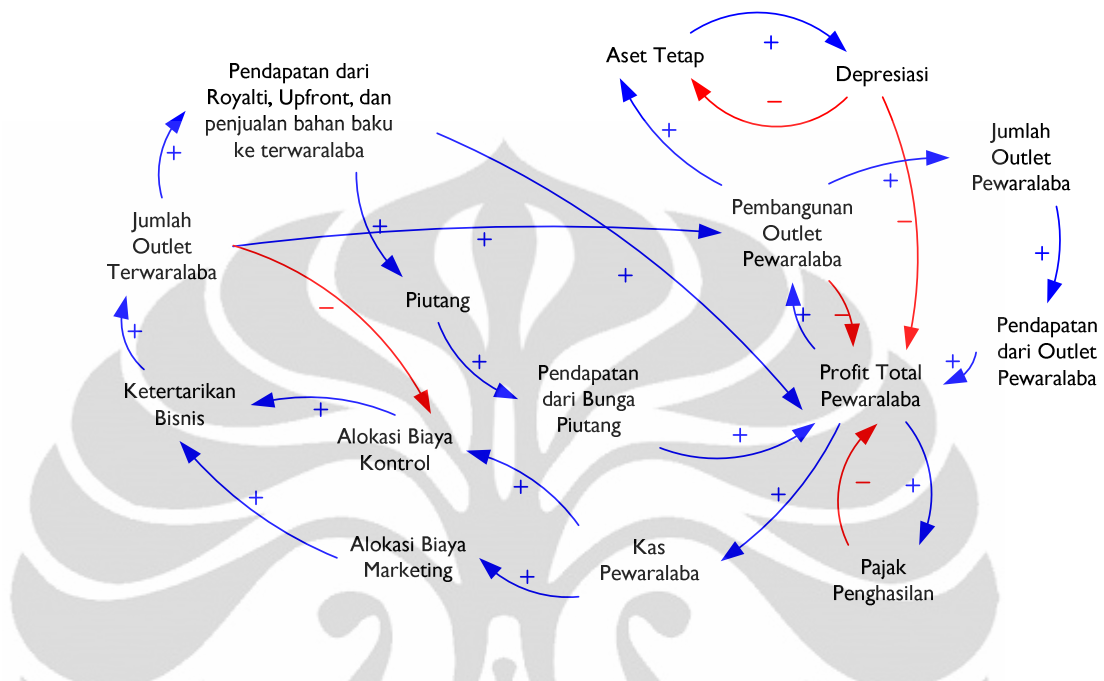 Aset Tetap
+
Depresiasi
−
Pendapatan dari
Royalti, Upfront, dan
penjualan bahan baku
ke terwaralaba
+
+
Jumlah
Outlet
Pewaralaba
+
−
Jumlah
Outlet
Terwaralaba
+
+
+
Pembangunan
Outlet
Pewaralaba
+
Piutang
−
+
−
+
Pendapatan
dari Outlet
Pewaralaba
+
Ketertarikan
Bisnis
+
+
Pendapatan
dari Bunga
Piutang
Profit Total
Pewaralaba
+
Alokasi Biaya
Kontrol
+
+
+
−
+
+
Alokasi Biaya
Marketing
+
Kas
Pewaralaba
Pajak
Penghasilan